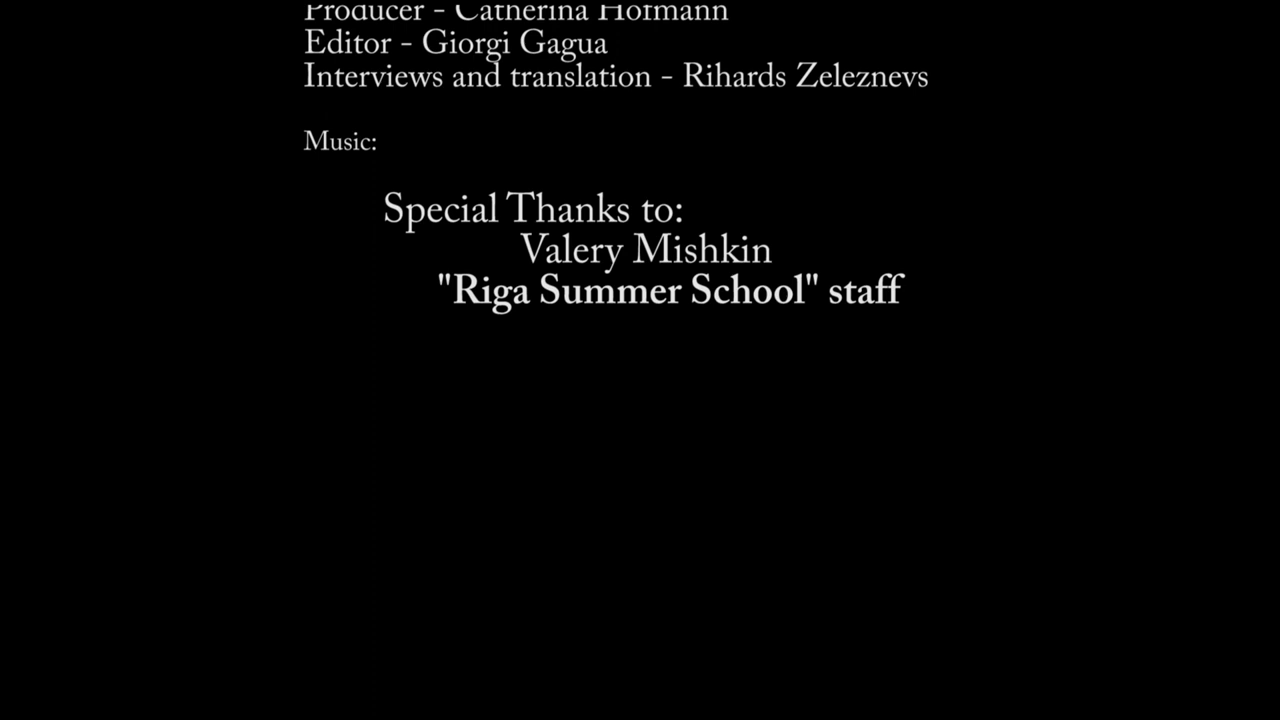 Producer - Catherina Hofmann
Editor - Giorgi Gagua
Interviews and translation - Rihards Zeleznevs
Music:
Special Thanks to:
Valery Mishkin
"Riga Summer School" staff